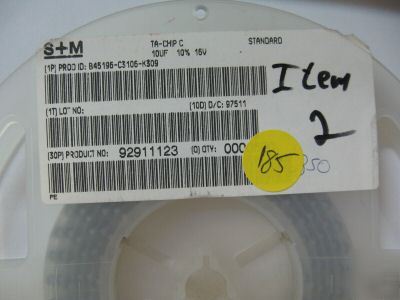 S+M TA-CHIP C STANDARD
10UF 10% 16V
[1P] PROD ID: B45196-C3106-K309
Item
(1T) LOT NO: (10D) D/C: 97511
2
(30P) PRODUCT NO: 92911123 (Q) QTY: 000
185
350
PE